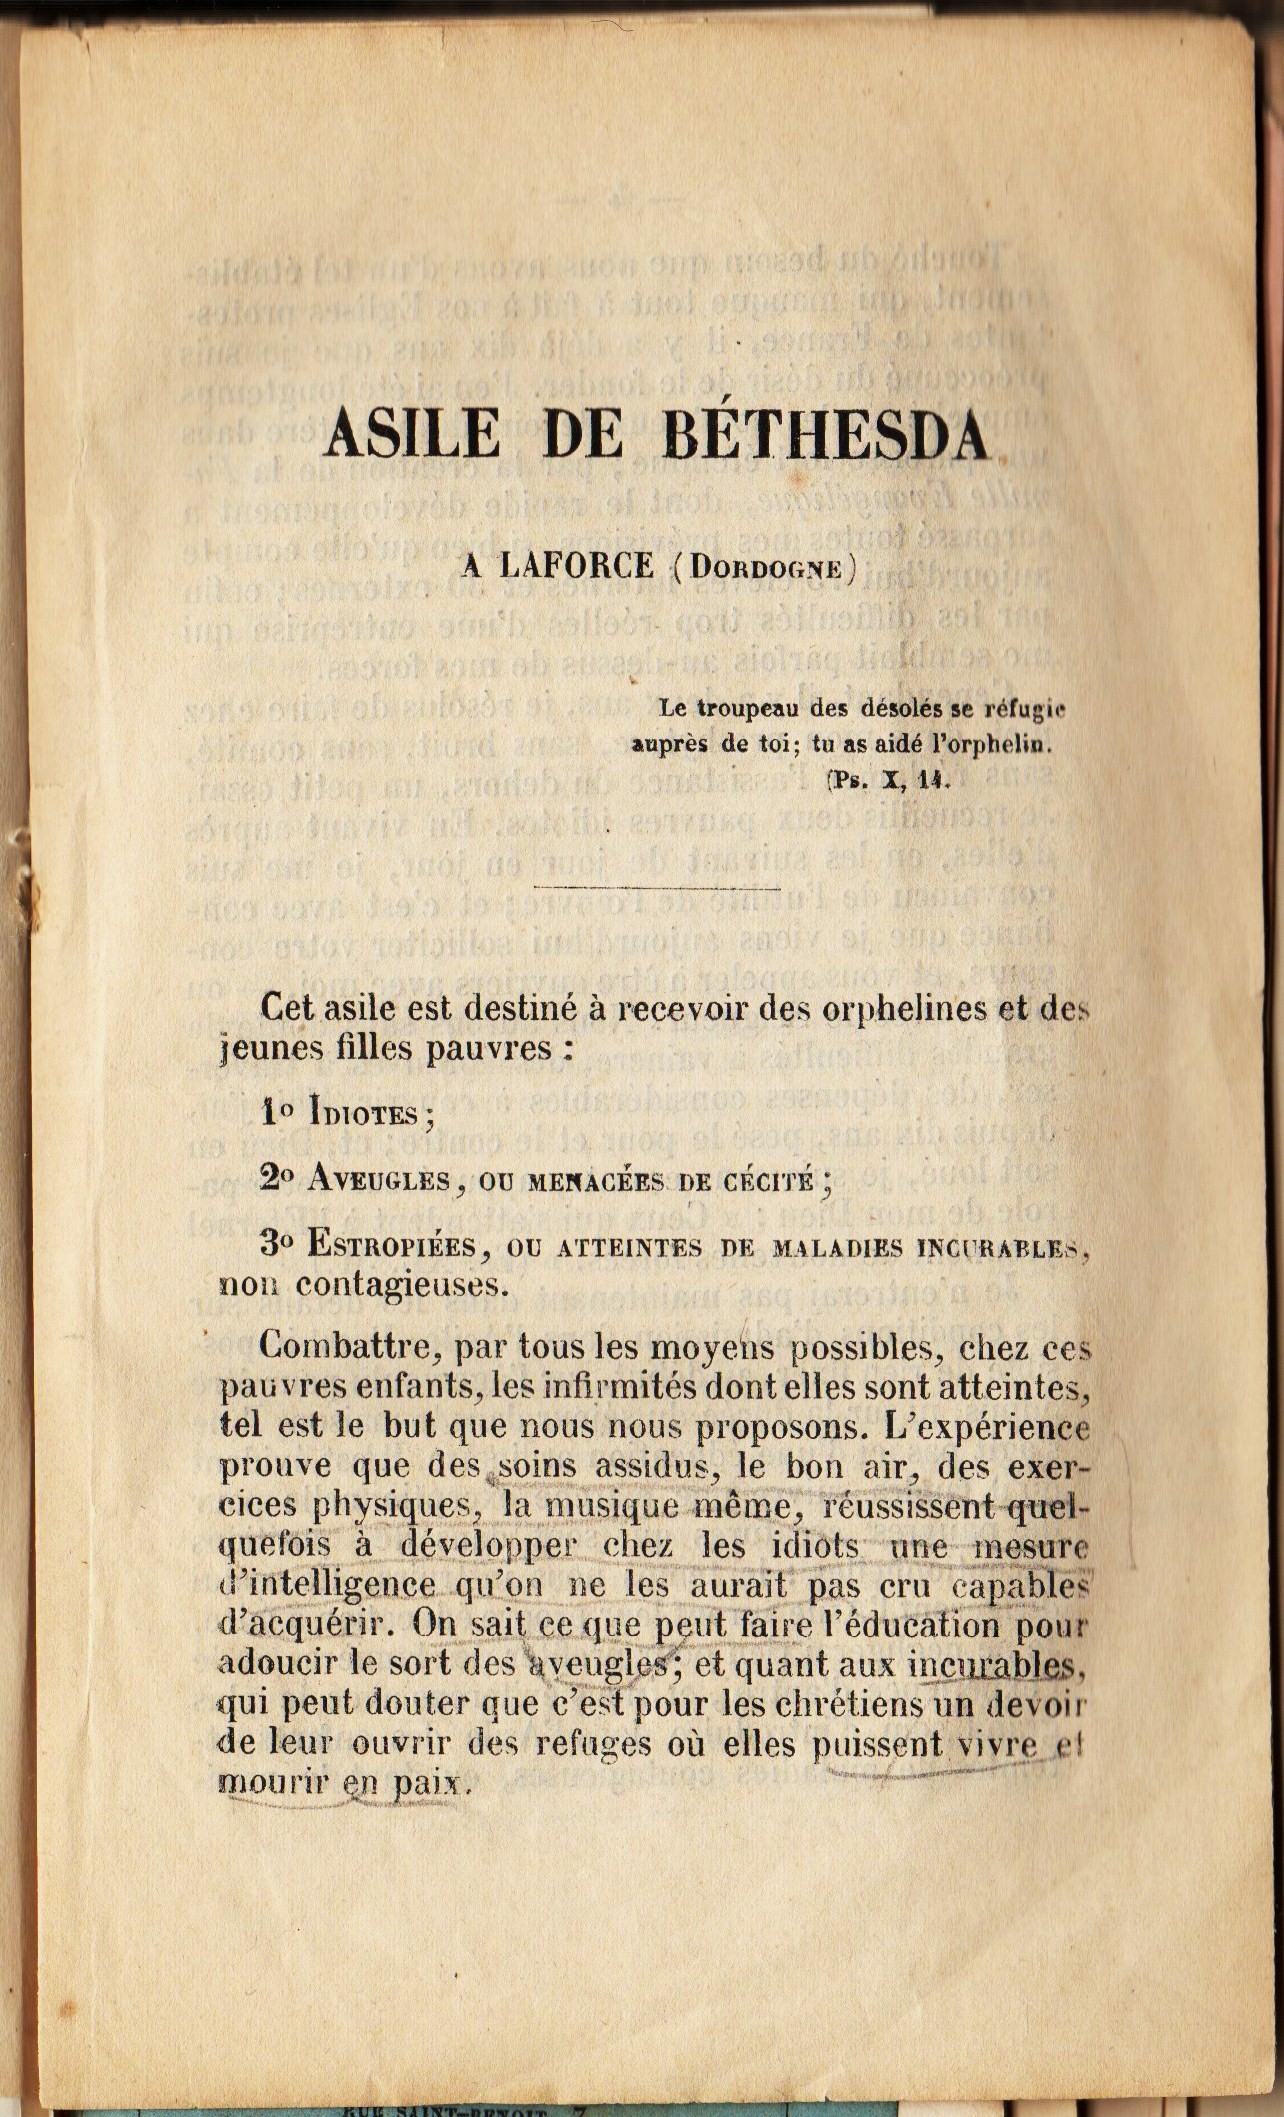 ASILE DE BÉTHESDA
A LAFORCE (DORDOGNE)
Le troupeau des désolés se réfugie
auprès de toi; tu as aidé l'orphelin.
(Ps. X, 14.
Cet asile est destiné à recevoir des orphelines et des
jeunes filles pauvres :
1º IDIOTES;
2º AVEUGLES, OU MENACÉES DE CÉCITÉ;
3º ESTROPIÉES, OU ATTEINTES DE MALADIES INCURABLES,
non contagieuses.
Combattre, par tous les moyens possibles, chez ces
pauvres enfants, les infirmités dont elles sont atteintes,
tel est le but que nous nous proposons. L'expérience
prouve que des soins assidus, le bon air, des exer-
cices physiques, la musique même, réussissent quel-
quefois à développer chez les idiots une mesure
d'intelligence qu'on ne les aurait pas cru capables
d'acquérir. On sait ce que peut faire l'éducation pour
adoucir le sort des aveugles; et quant aux incurables,
qui peut douter que c'est pour les chrétiens un devoir
de leur ouvrir des refuges où elles puissent vivre et
mourir en paix.
RUE SAINT-BENOIT, 7